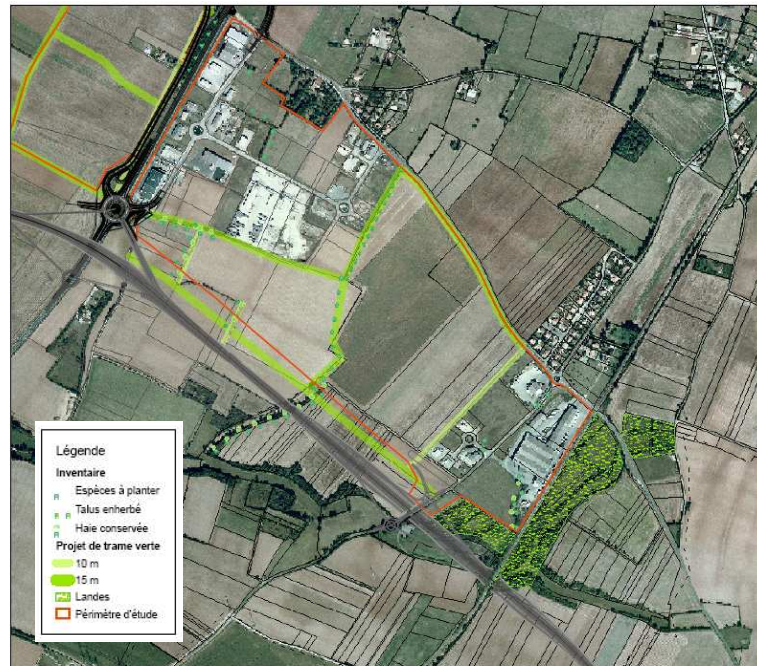 Légende
Inventaire
Espèces à planter
Talus enherbé
Haie conservée
Projet de trame verte
10 m
15 m
Landes
Périmètre d'étude